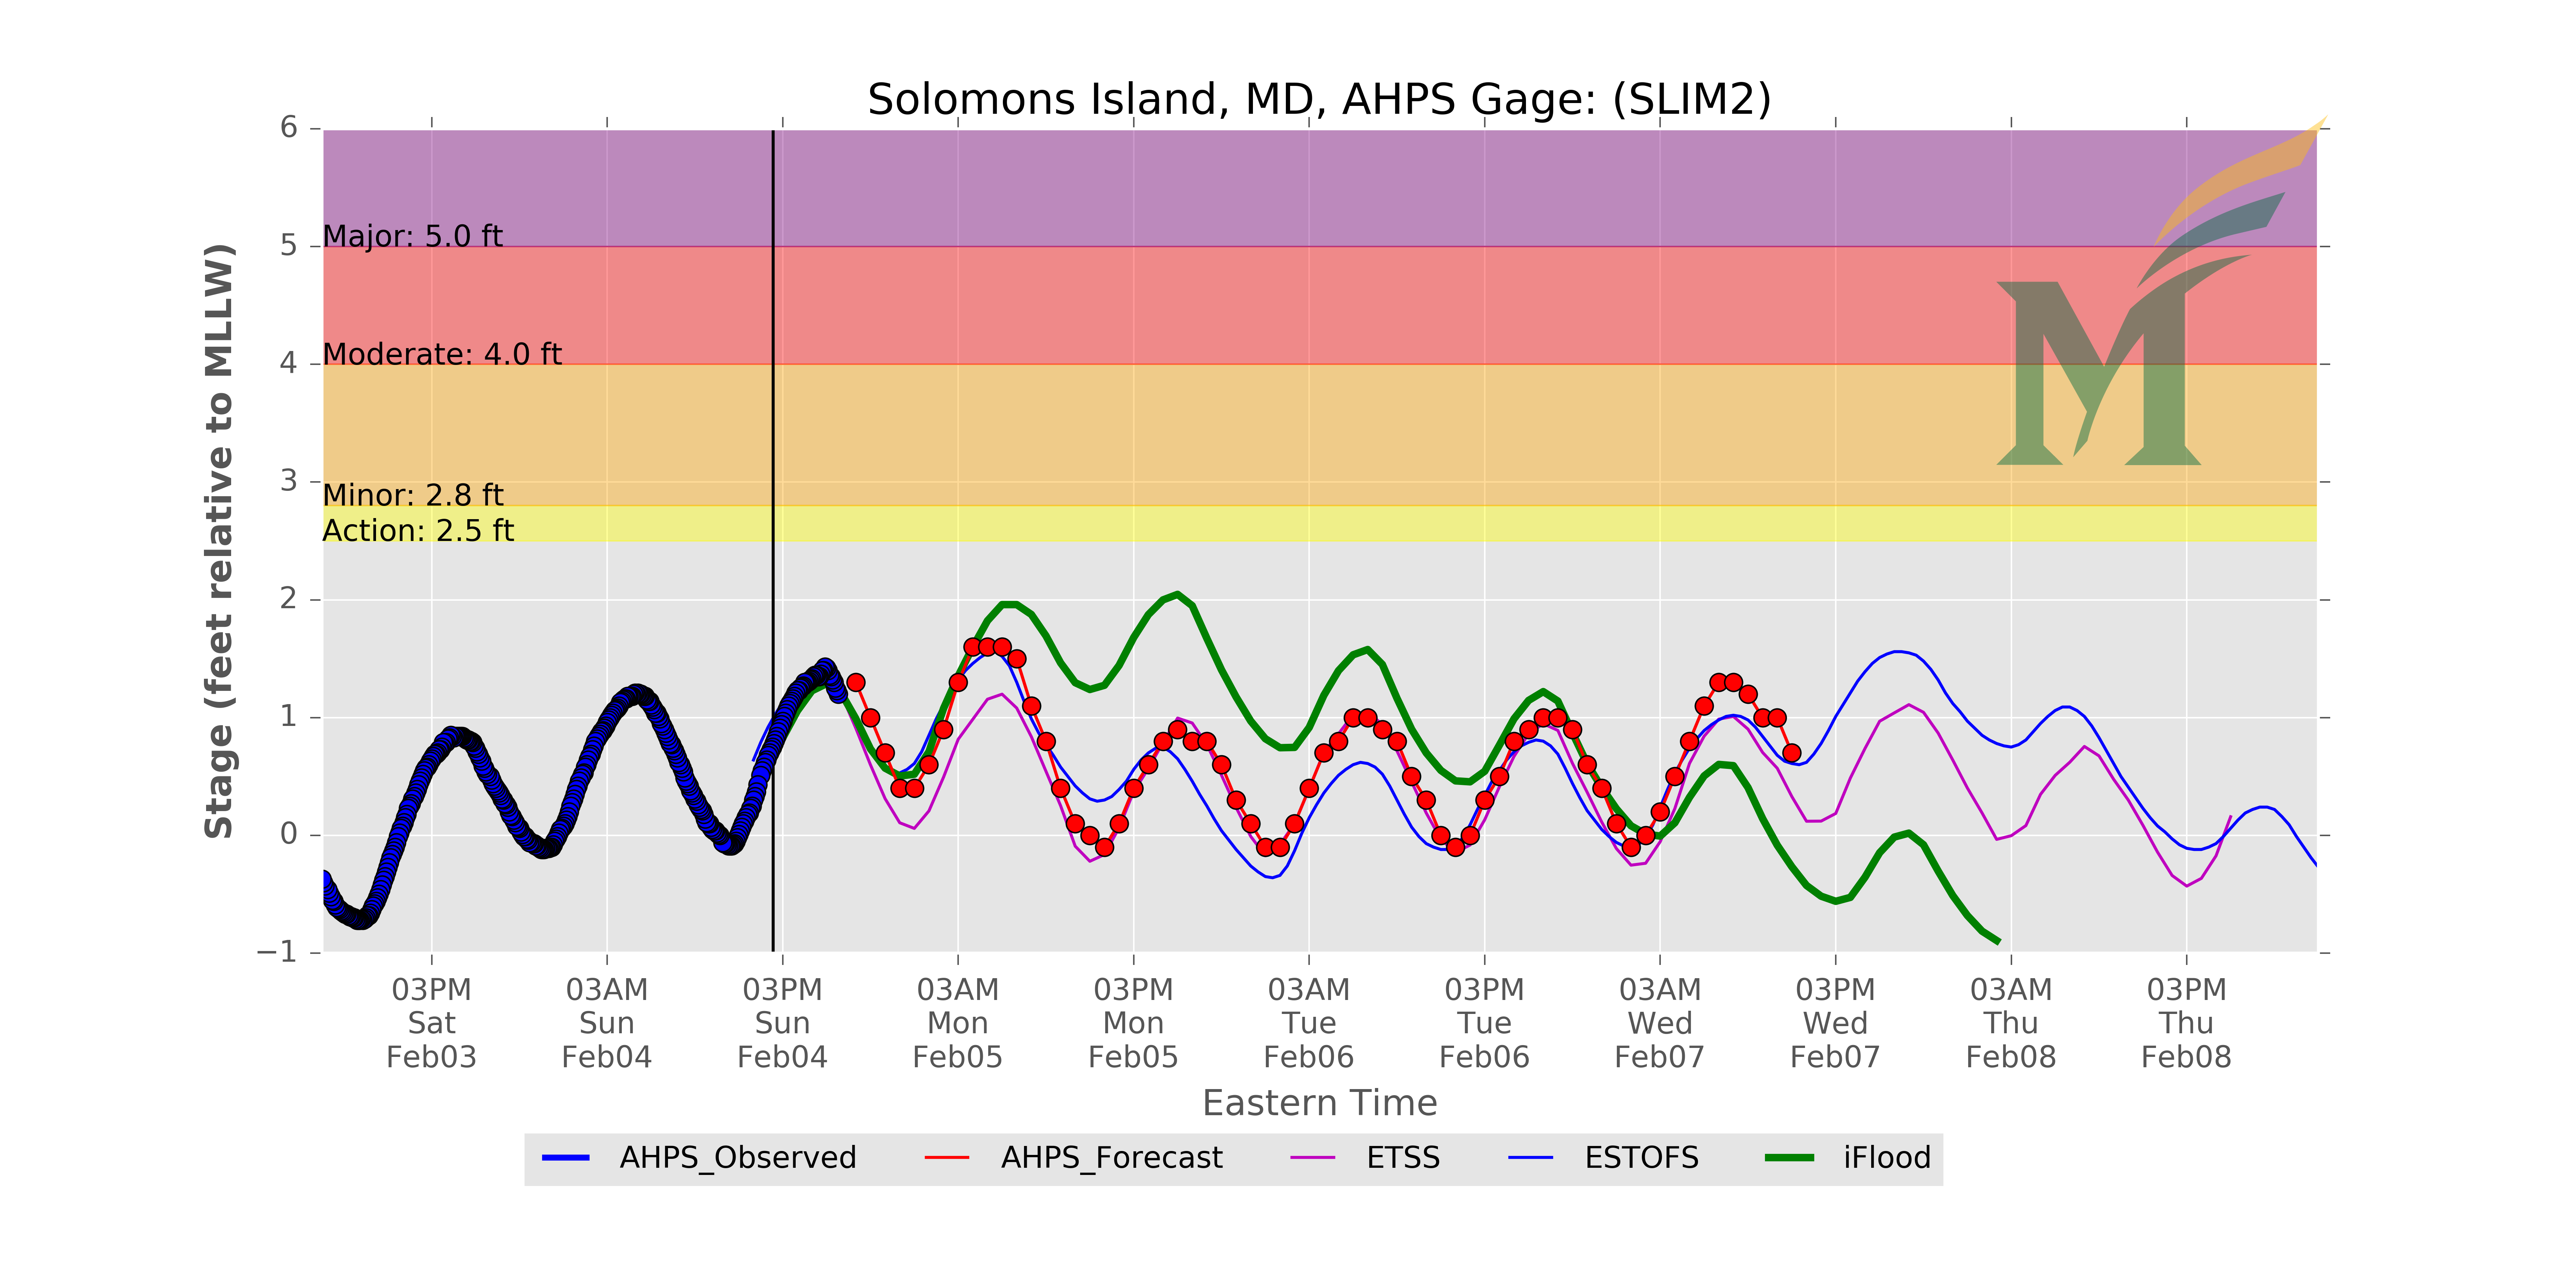 Solomons Island, MD, AHPS Gage: (SLIM2)
6
5
4
3
2
1
0
−1
Stage (feet relative to MLLW)
Major: 5.0 ft
Moderate: 4.0 ft
Minor: 2.8 ft
Action: 2.5 ft
M
03PM 03AM 03PM 03AM 03PM 03AM 03PM 03AM 03PM 03AM 03PM
Sat Sun Sun Mon Mon Tue Tue Wed Wed Thu Thu
Feb03 Feb04 Feb04 Feb05 Feb05 Feb06 Feb06 Feb07 Feb07 Feb08 Feb08
Eastern Time
AHPS_Observed AHPS_Forecast ETSS ESTOFS iFlood